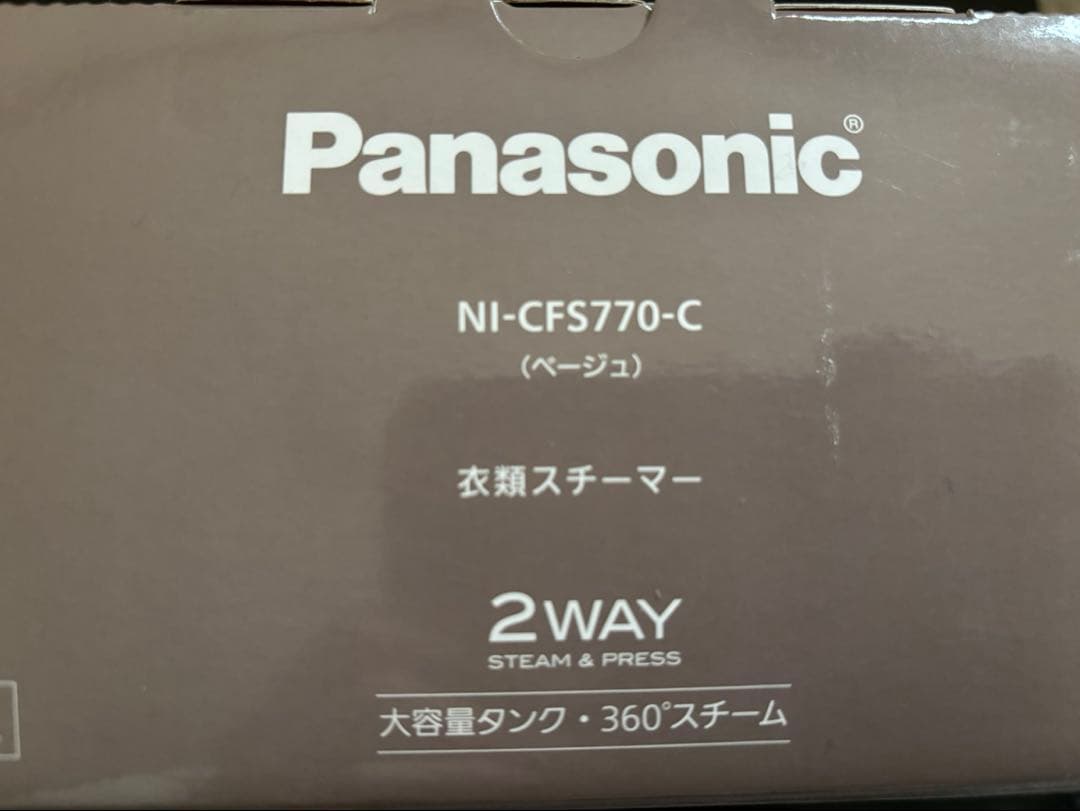 Panasonic®
NI-CFS770-C
（ベージュ）
衣類スチーマー
2WAY
STEAM & PRESS
大容量タンク・360°スチーム